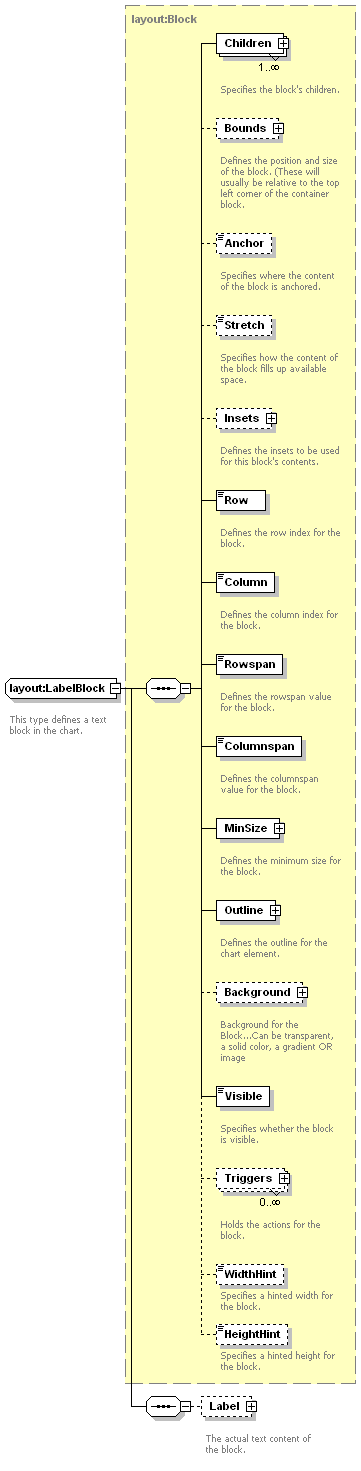 layout:Block
Children
1..∞
Specifies the block's children.
Bounds
Defines the position and size
of the block. (These will
usually be relative to the top
left corner of the container
block.
Anchor
Specifies where the content
of the block is anchored.
Stretch
Specifies how the content of
the block fills up available
space.
Insets
Defines the insets to be used
for this block's contents.
Row
Defines the row index for the
block.
Column
Defines the column index for
the block.
Rowspan
Defines the rowspan value
for the block.
layout:LabelBlock
This type defines a text
block in the chart.
Columnspan
Defines the columnspan
value for the block.
MinSize
Defines the minimum size for
the block.
Outline
Defines the outline for the
chart element.
Background
Background for the
Block...Can be transparent,
a solid color, a gradient OR
image
Visible
Specifies whether the block
is visible.
Triggers
0..∞
Holds the actions for the
block.
WidthHint
Specifies a hinted width for
the block.
HeightHint
Specifies a hinted height for
the block.
Label
The actual text content of
the block.